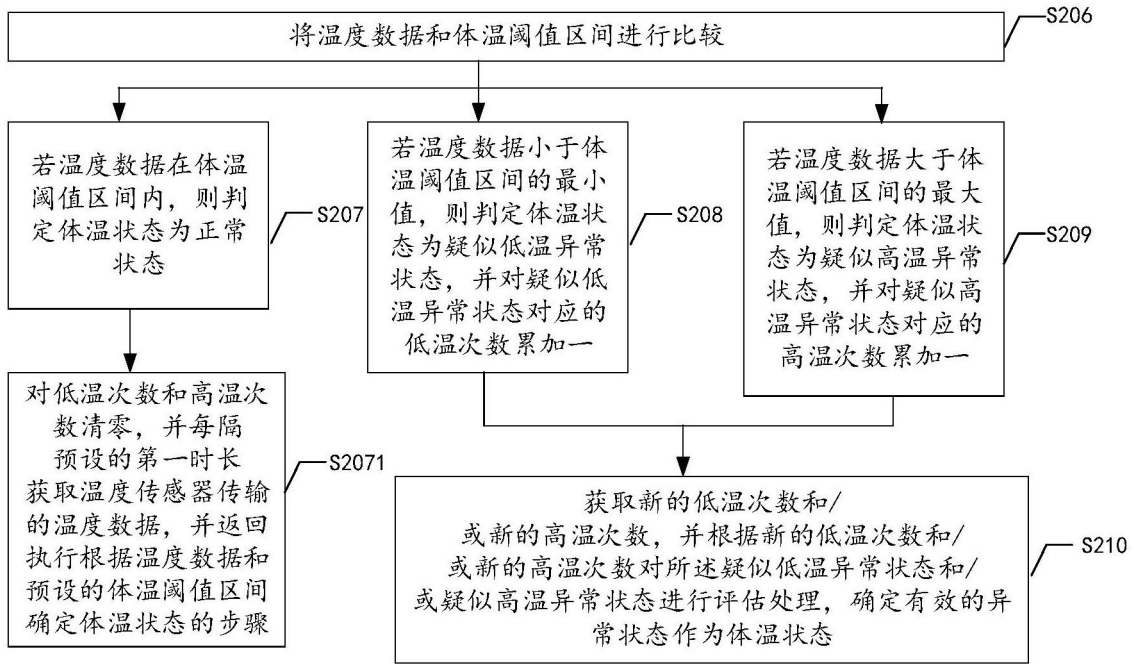 将温度数据和体温阈值区间进行比较
S206
若温度数据在体温
阈值区间内，则判
定体温状态为正常
状态
S207
若温度数据小于体
温阈值区间的最小
值，则判定体温状
态为疑似低温异常
状态，并对疑似低
温异常状态对应的
低温次数累加一
S208
若温度数据大于体
温阈值区间的最大
值，则判定体温状
态为疑似高温异常
状态，并对疑似高
温异常状态对应的
高温次数累加一
S209
对低温次数和高温次
数清零，并每隔
预设的第一时长
获取温度传感器传输
的温度数据，并返回
执行根据温度数据和
预设的体温阈值区间
确定体温状态的步骤
S2071
获取新的低温次数和/
或新的高温次数，并根据新的低温次数和/
或新的高温次数对所述疑似低温异常状态和/
或疑似高温异常状态进行评估处理，确定有效的异
常状态作为体温状态
S210